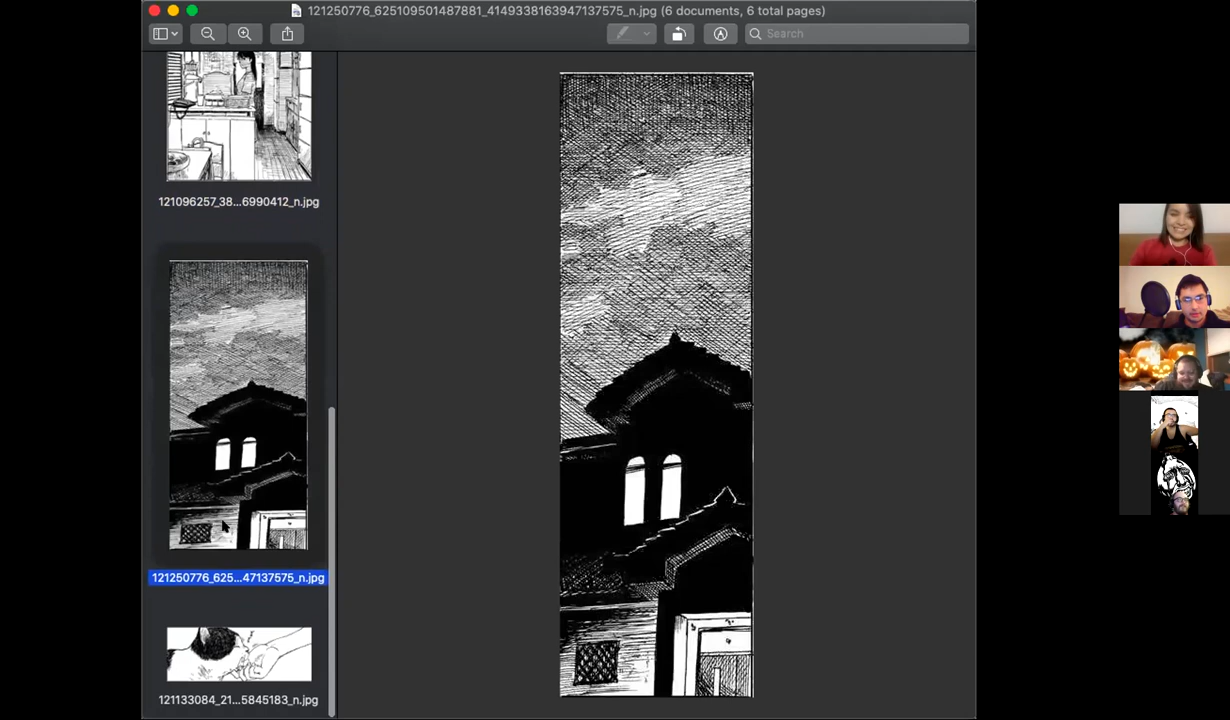 121250776_625109501487881_4149338163947137575_n.jpg (6 documents, 6 total pages)
Search
121096257_38...6990412_n.jpg
121250776_625...47137575_n.jpg
121133084_21...5845183_n.jpg